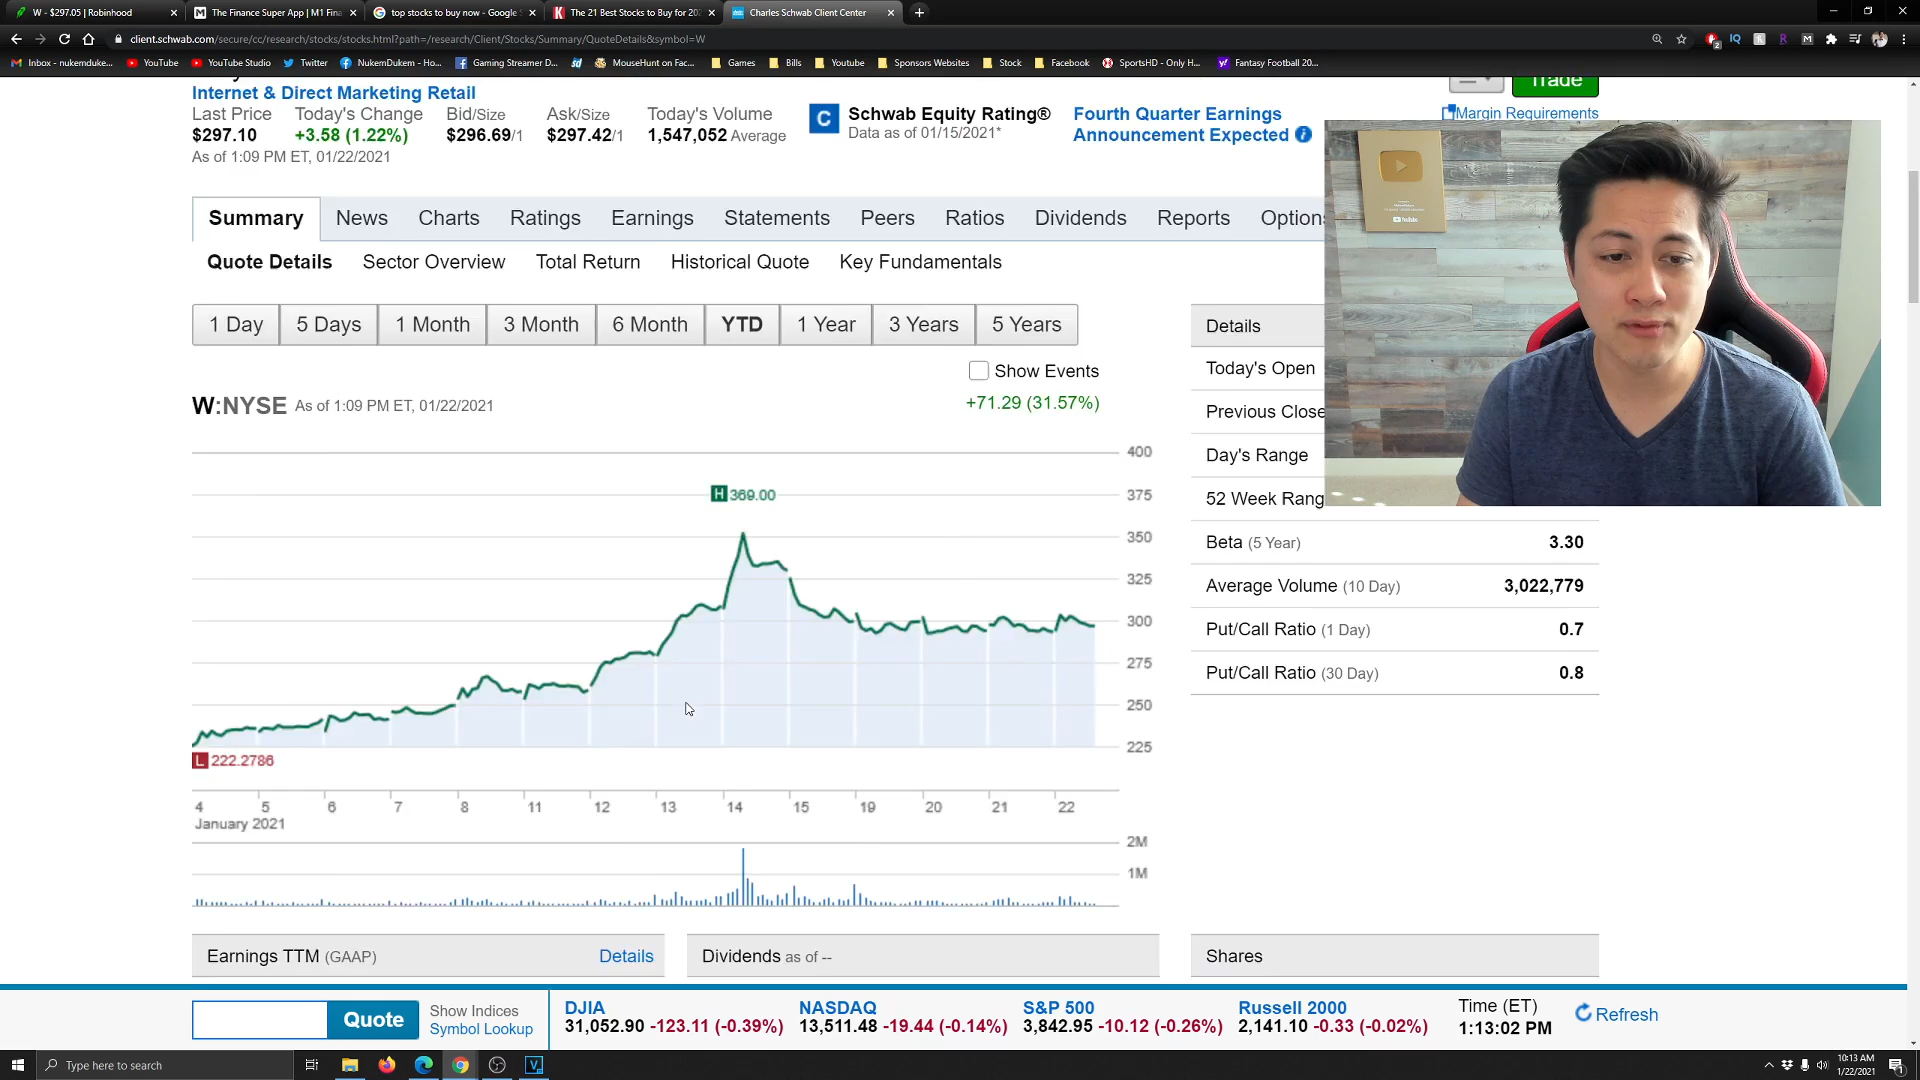 W - $297.05 | Robinhood
The Finance Super App | M1 Fina
top stocks to buy now - Google S
The 21 Best Stocks to Buy for 202
Charles Schwab Client Center
client.schwab.com/secure/cc/research/stocks/stocks.html?path=/research/Client/Stocks/Summary/QuoteDetails&symbol=W
Inbox - nukemduke... YouTube YouTube Studio Twitter NukemDukem - Ho... Gaming Streamer D... MouseHunt on Fac... Games Bills Youtube Sponsors Websites Stock Facebook SportsHD - Only H... Fantasy Football 20...
Trade
Internet & Direct Marketing Retail
Last Price Today's Change Bid/Size Ask/Size Today's Volume
$297.10 +3.58 (1.22%) $296.69/1 $297.42/1 1,547,052 Average
As of 1:09 PM ET, 01/22/2021
C Schwab Equity Rating®
Data as of 01/15/2021*
Fourth Quarter Earnings
Announcement Expected
Margin Requirements
Summary News Charts Ratings Earnings Statements Peers Ratios Dividends Reports Options
Quote Details Sector Overview Total Return Historical Quote Key Fundamentals
1 Day 5 Days 1 Month 3 Month 6 Month YTD 1 Year 3 Years 5 Years
Show Events
W:NYSE As of 1:09 PM ET, 01/22/2021
+71.29 (31.57%)
400
H 369.00
375
350
325
300
275
250
225
L 222.2786
4 5 6 7 8 11 12 13 14 15 19 20 21 22
January 2021
2M
1M
Details
Today's Open
Previous Close
Day's Range
52 Week Rang
Beta (5 Year) 3.30
Average Volume (10 Day) 3,022,779
Put/Call Ratio (1 Day) 0.7
Put/Call Ratio (30 Day) 0.8
Earnings TTM (GAAP) Details
Dividends as of --
Shares
Quote
Show Indices
Symbol Lookup
DJIA
31,052.90 -123.11 (-0.39%)
NASDAQ
13,511.48 -19.44 (-0.14%)
S&P 500
3,842.95 -10.12 (-0.26%)
Russell 2000
2,141.10 -0.33 (-0.02%)
Time (ET)
1:13:02 PM
Refresh
Type here to search
10:13 AM
1/22/2021